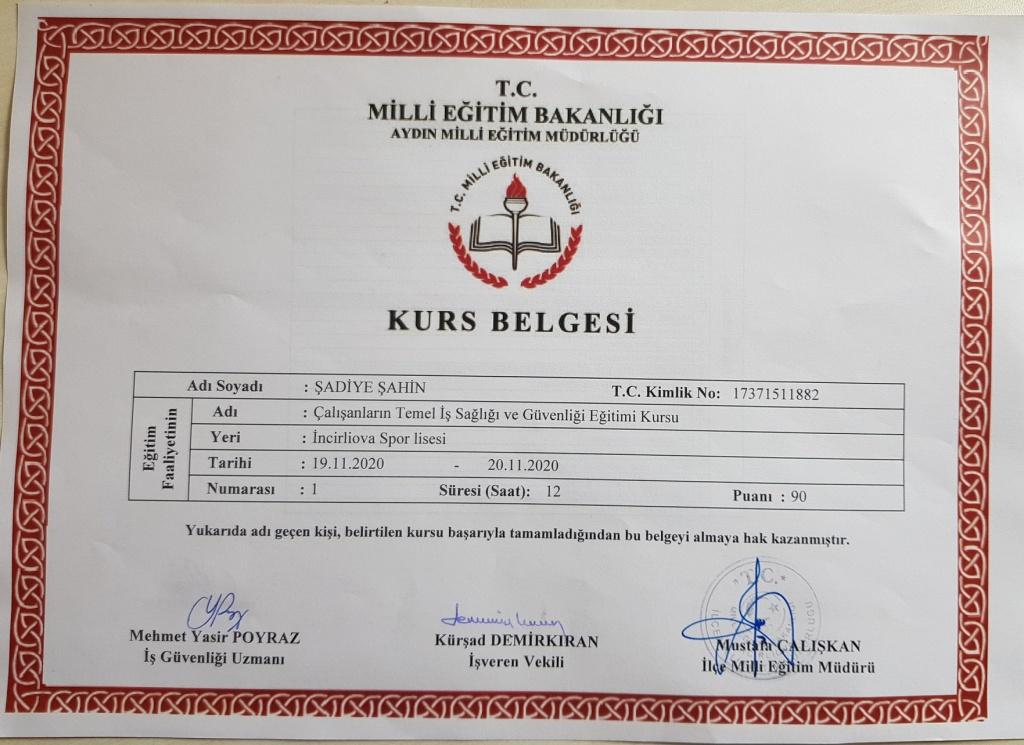 T.C.
MİLLİ EĞİTİM BAKANLIĞI
AYDIN MİLLİ EĞİTİM MÜDÜRLÜĞÜ
T.C. MİLLİ EĞİTİM BAKANLIĞI
KURS BELGESİ
Adı Soyadı : ŞADİYE ŞAHİN T.C. Kimlik No: 17371511882
Eğitim Faaliyetinin
Adı : Çalışanların Temel İş Sağlığı ve Güvenliği Eğitimi Kursu
Yeri : İncirliova Spor lisesi
Tarihi : 19.11.2020 - 20.11.2020
Numarası : 1 Süresi (Saat): 12 Puanı : 90
Yukarıda adı geçen kişi, belirtilen kursu başarıyla tamamladığından bu belgeyi almaya hak kazanmıştır.
T.C.
Mehmet Yasir POYRAZ Kürşad DEMİRKIRAN Mustafa ÇALIŞKAN
İş Güvenliği Uzmanı İşveren Vekili İlçe Milli Eğitim Müdürü